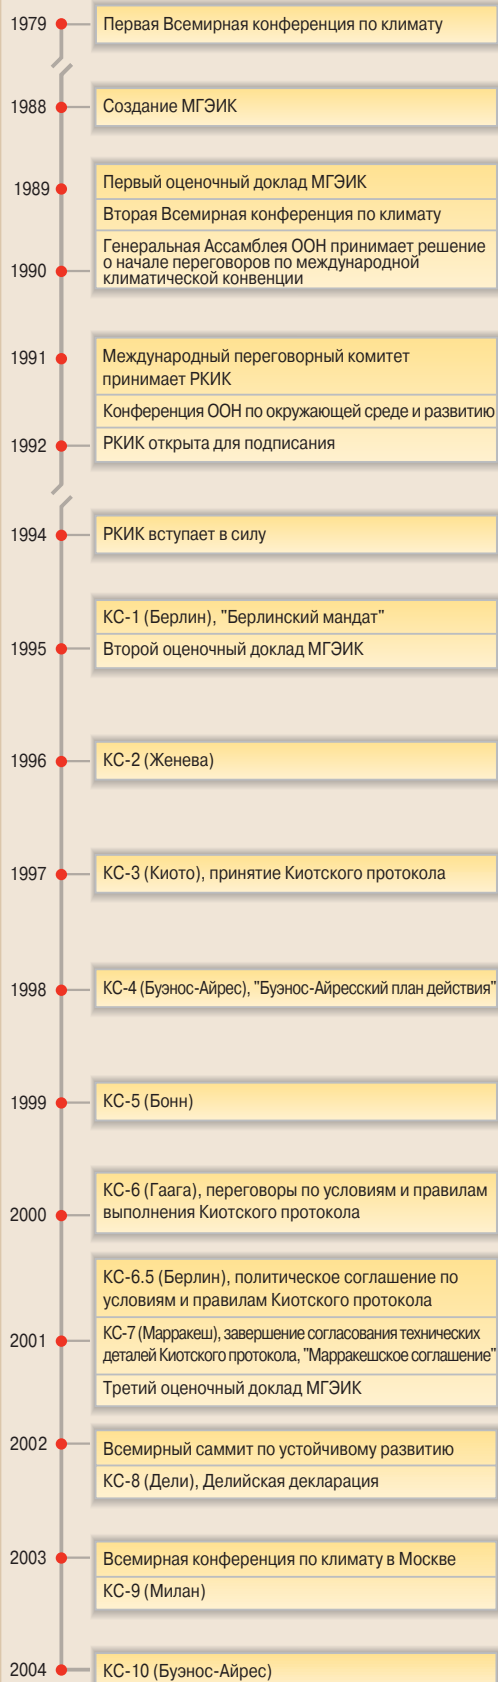 1979
Первая Всемирная конференция по климату
1988
Создание МГЭИК
1989
Первый оценочный доклад МГЭИК
Вторая Всемирная конференция по климату
1990
Генеральная Ассамблея ООН принимает решение
о начале переговоров по международной
климатической конвенции
1991
Международный переговорный комитет
принимает РКИК
Конференция ООН по окружающей среде и развитию
1992
РКИК открыта для подписания
1994
РКИК вступает в силу
КС-1 (Берлин), "Берлинский мандат"
1995
Второй оценочный доклад МГЭИК
1996
КС-2 (Женева)
1997
КС-3 (Киото), принятие Киотского протокола
1998
КС-4 (Буэнос-Айрес), "Буэнос-Айресский план действия"
1999
КС-5 (Бонн)
2000
КС-6 (Гаага), переговоры по условиям и правилам
выполнения Киотского протокола
КС-6.5 (Берлин), политическое соглашение по
условиям и правилам Киотского протокола
2001
КС-7 (Марракеш), завершение согласования технических
деталей Киотского протокола, "Марракешское соглашение"
Третий оценочный доклад МГЭИК
2002
Всемирный саммит по устойчивому развитию
КС-8 (Дели), Делийская декларация
2003
Всемирная конференция по климату в Москве
КС-9 (Милан)
2004
КС-10 (Буэнос-Айрес)